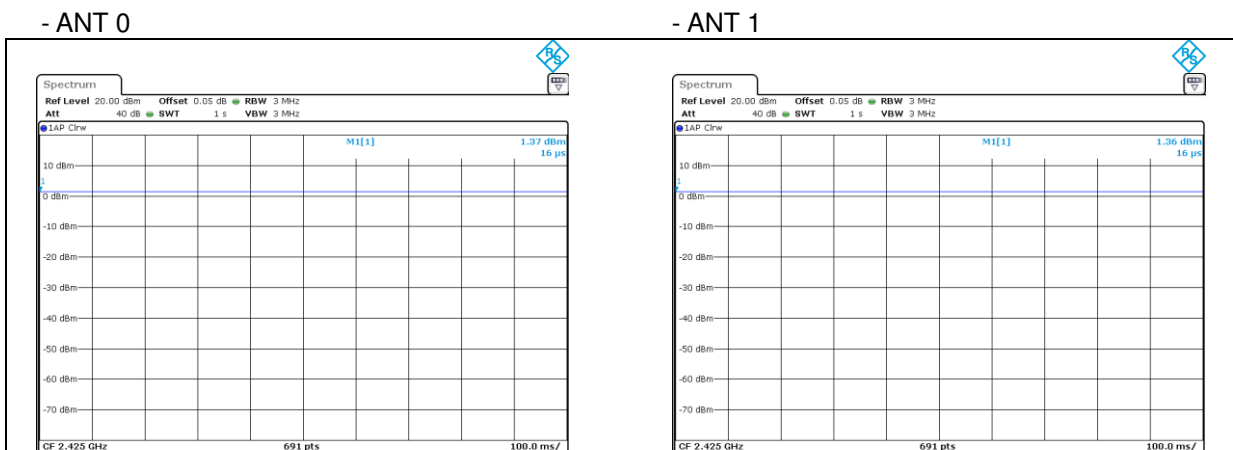 - ANT 0
R S
Spectrum
Ref Level 20.00 dBm Offset 0.05 dB RBW 3 MHz
Att 40 dB SWT 1 s VBW 3 MHz
1AP Clrw
M1[1] 1.37 dBm
16 µs
10 dBm
1
0 dBm
-10 dBm
-20 dBm
-30 dBm
-40 dBm
-50 dBm
-60 dBm
-70 dBm
CF 2.425 GHz 691 pts 100.0 ms/
- ANT 1
R S
Spectrum
Ref Level 20.00 dBm Offset 0.05 dB RBW 3 MHz
Att 40 dB SWT 1 s VBW 3 MHz
1AP Clrw
M1[1] 1.36 dBm
16 µs
10 dBm
1
0 dBm
-10 dBm
-20 dBm
-30 dBm
-40 dBm
-50 dBm
-60 dBm
-70 dBm
CF 2.425 GHz 691 pts 100.0 ms/